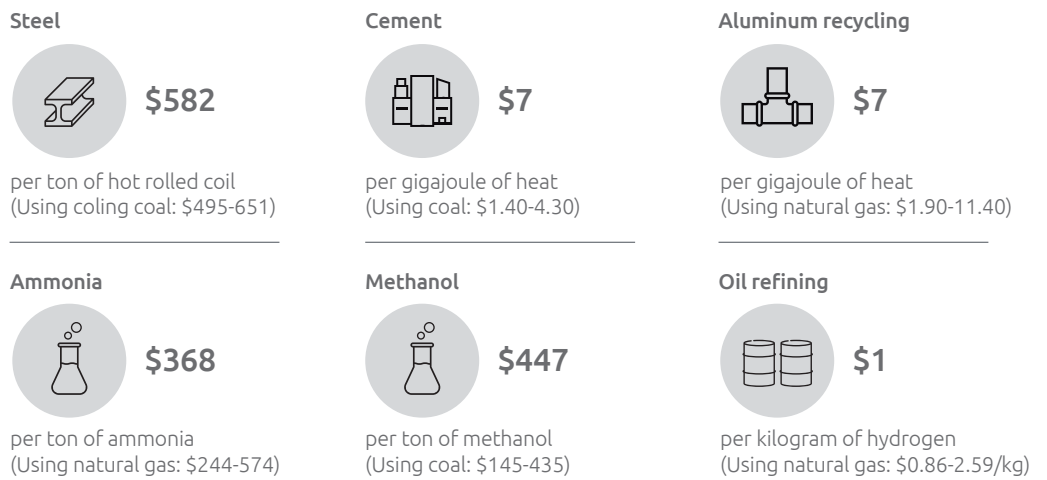 Steel
$582
per ton of hot rolled coil
(Using coling coal: $495-651)
Cement
$7
per gigajoule of heat
(Using coal: $1.40-4.30)
Aluminum recycling
$7
per gigajoule of heat
(Using natural gas: $1.90-11.40)
Ammonia
$368
per ton of ammonia
(Using natural gas: $244-574)
Methanol
$447
per ton of methanol
(Using coal: $145-435)
Oil refining
$1
per kilogram of hydrogen
(Using natural gas: $0.86-2.59/kg)